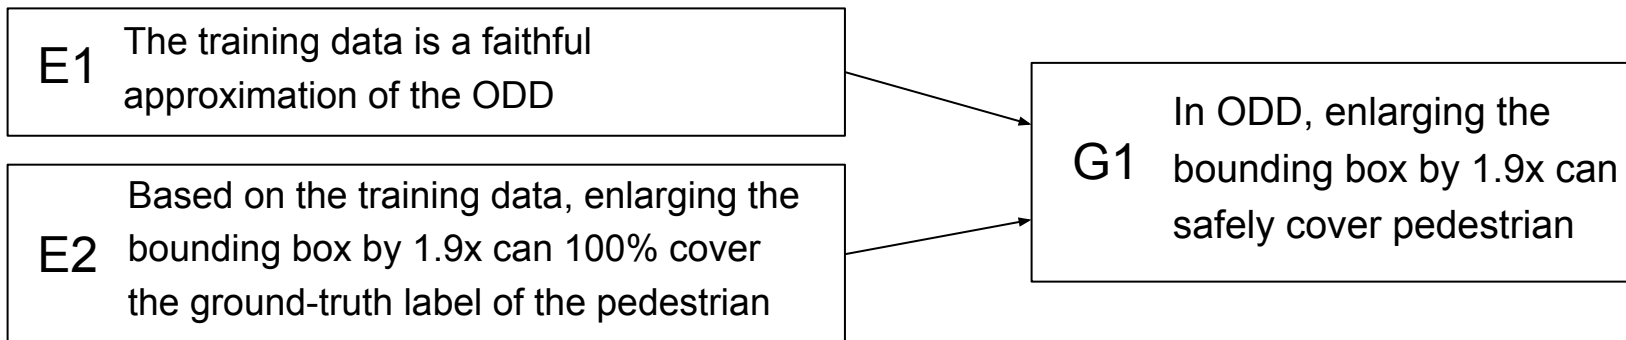 E1
The training data is a faithful
approximation of the ODD
E2
Based on the training data, enlarging the
bounding box by 1.9x can 100% cover
the ground-truth label of the pedestrian
G1
In ODD, enlarging the
bounding box by 1.9x can
safely cover pedestrian